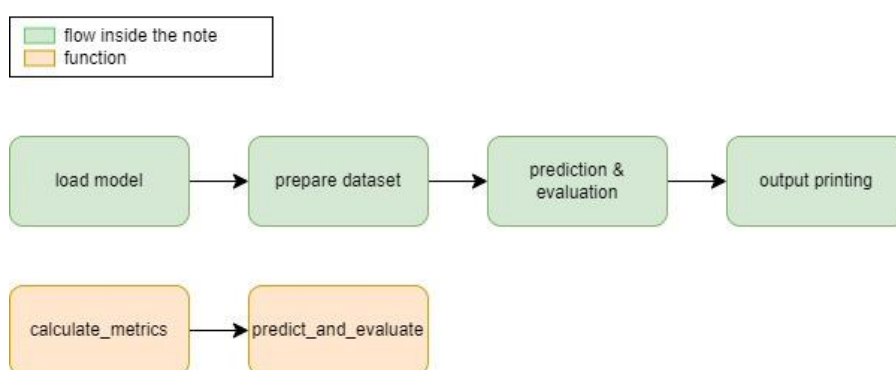 flow inside the note
function
load model
prepare dataset
prediction &
evaluation
output printing
calculate_metrics
predict_and_evaluate